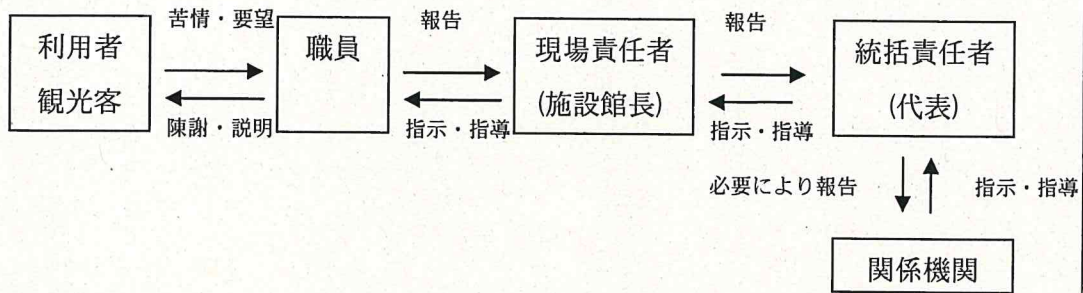 苦情・要望
報告
報告
利用者
観光客
職員
現場責任者
(施設館長)
統括責任者
(代表)
陳謝・説明
指示・指導
指示・指導
必要により報告
指示・指導
関係機関